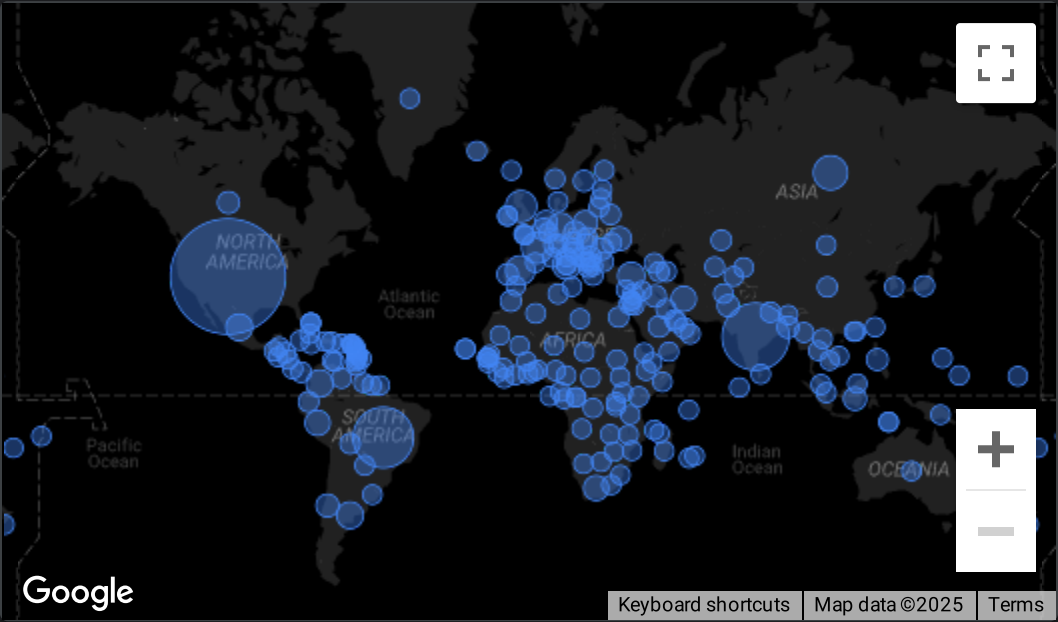 ASIA
NORTH
AMERICA
Atlantic
Ocean
AFRICA
SOUTH
AMERICA
Pacific
Ocean
Indian
Ocean
OCEANIA
Google
Keyboard shortcuts
Map data ©2025
Terms